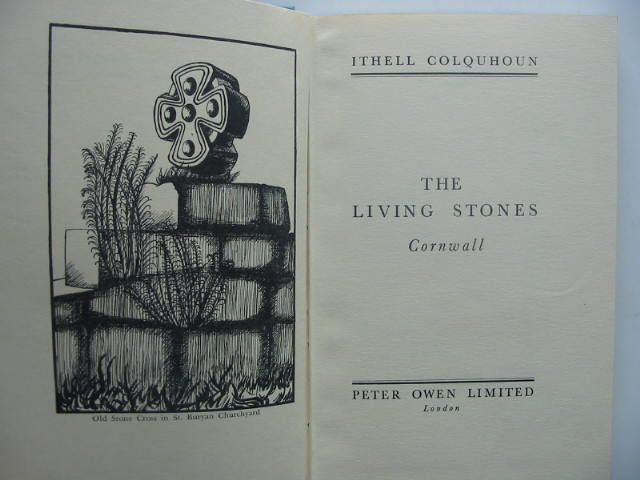 Old Stone Cross in St. Buryan Churchyard
ITHELL COLQUHOUN
THE
LIVING STONES
Cornwall
PETER OWEN LIMITED
London